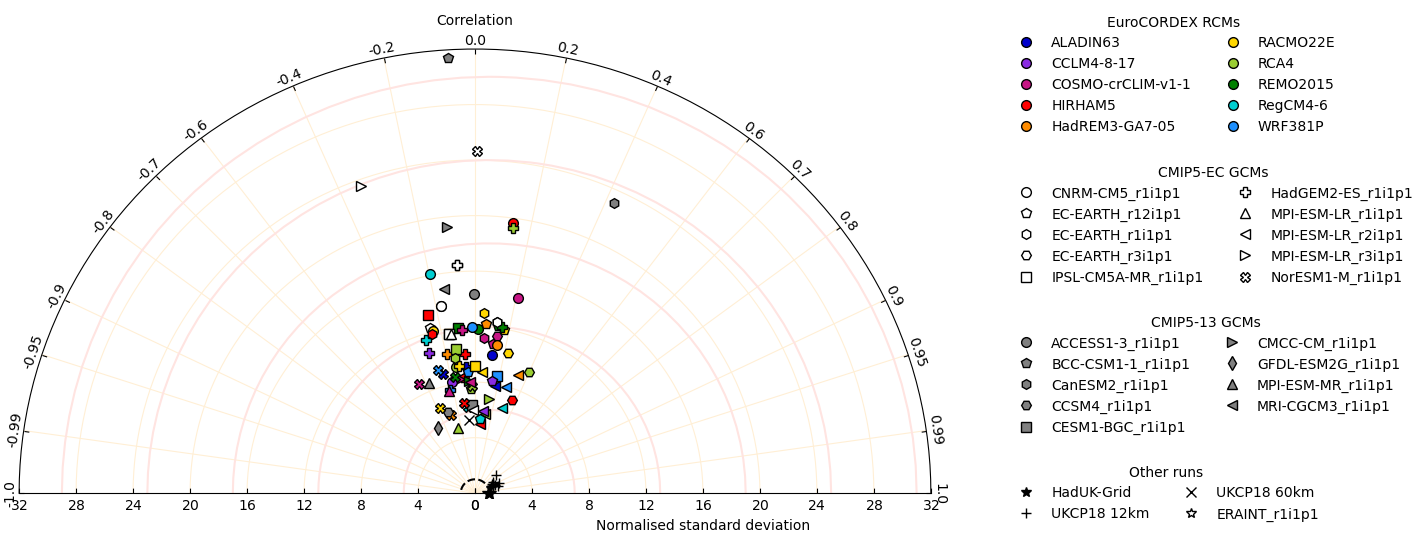 Correlation
-0.2 0.0 0.2
-0.4 0.4
-0.6 0.6
-0.7 0.7
-0.8 0.8
-0.9 0.9
-0.95 0.95
-0.99 0.99
-1.0 1.0
32 28 24 20 16 12 8 4 0 4 8 12 16 20 24 28 32
Normalised standard deviation
EuroCORDEX RCMs
ALADIN63 RACMO22E
CCLM4-8-17 RCA4
COSMO-crCLIM-v1-1 REMO2015
HIRHAM5 RegCM4-6
HadREM3-GA7-05 WRF381P
CMIP5-EC GCMs
CNRM-CM5_r1i1p1 HadGEM2-ES_r1i1p1
EC-EARTH_r12i1p1 MPI-ESM-LR_r1i1p1
EC-EARTH_r1i1p1 MPI-ESM-LR_r2i1p1
EC-EARTH_r3i1p1 MPI-ESM-LR_r3i1p1
IPSL-CM5A-MR_r1i1p1 NorESM1-M_r1i1p1
CMIP5-13 GCMs
ACCESS1-3_r1i1p1 CMCC-CM_r1i1p1
BCC-CSM1-1_r1i1p1 GFDL-ESM2G_r1i1p1
CanESM2_r1i1p1 MPI-ESM-MR_r1i1p1
CCSM4_r1i1p1 MRI-CGCM3_r1i1p1
CESM1-BGC_r1i1p1
Other runs
HadUK-Grid UKCP18 60km
UKCP18 12km ERAINT_r1i1p1